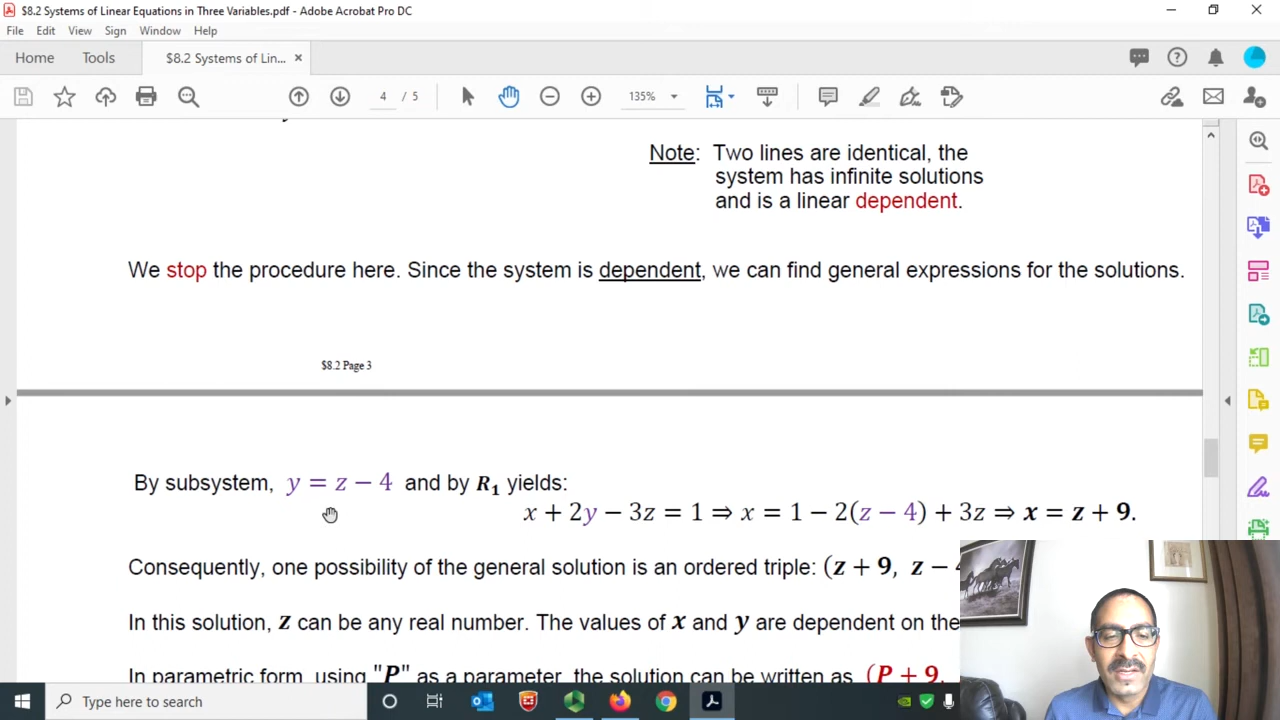 $8.2 Systems of Linear Equations in Three Variables.pdf - Adobe Acrobat Pro DC
File Edit View Sign Window Help
Home Tools $8.2 Systems of Lin... ×
4 / 5 135%
Note: Two lines are identical, the
system has infinite solutions
and is a linear dependent.
We stop the procedure here. Since the system is dependent, we can find general expressions for the solutions.
$8.2 Page 3
By subsystem, y = z − 4 and by R₁ yields:
x + 2y − 3z = 1 ⇒ x = 1 − 2(z − 4) + 3z ⇒ x = z + 9.
Consequently, one possibility of the general solution is an ordered triple: (z + 9, z −
In this solution, z can be any real number. The values of x and y are dependent on the
In parametric form, using "P" as a parameter, the solution can be written as (P + 9,
Type here to search